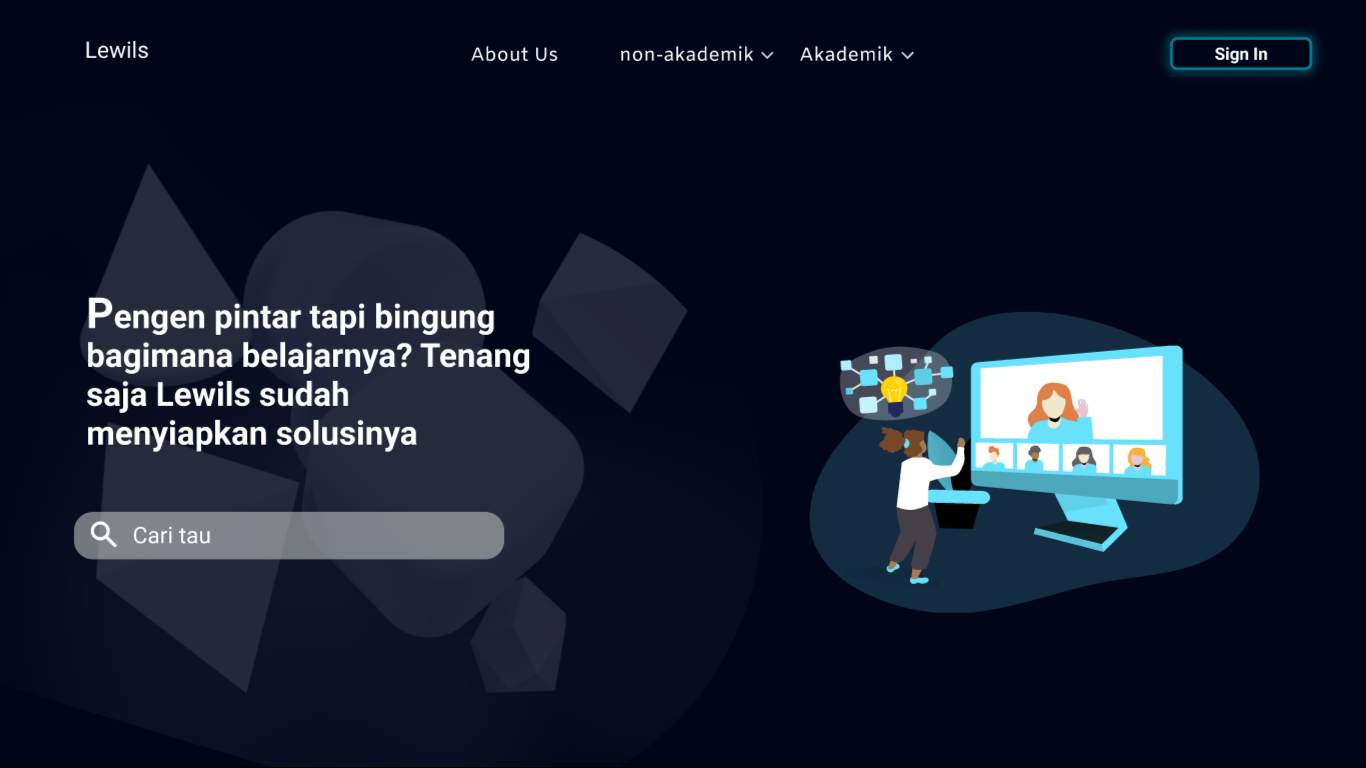 Lewils
About Us
non-akademik
Akademik
Sign In
Pengen pintar tapi bingung
bagimana belajarnya? Tenang
saja Lewils sudah
menyiapkan solusinya
Cari tau